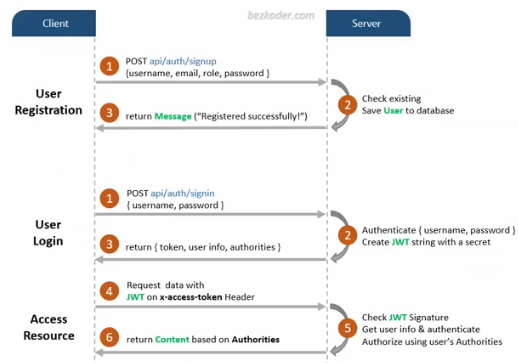 bezkoder.com
Client
Server
1
POST api/auth/signup
{username, email, role, password }
User
Registration
2
Check existing
Save User to database
3
return Message ("Registered successfully!")
1
POST api/auth/signin
{ username, password }
User
Login
2
Authenticate { username, password }
Create JWT string with a secret
3
return { token, user info, authorities }
4
Request data with
JWT on x-access-token Header
Access
Resource
5
Check JWT Signature
Get user info & authenticate
Authorize using user's Authorities
6
return Content based on Authorities